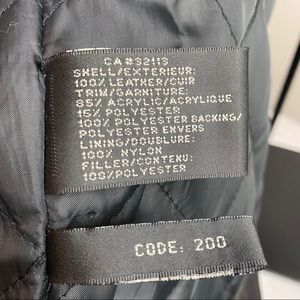 CA#32113
SHELL/EXTERIEUR:
100% LEATHER/CUIR
TRIM/GARNITURE:
85% ACRYLIC/ACRYLIQUE
15% POLYESTER
100% POLYESTER BACKING/
POLYESTER ENVERS
LINING/DOUBLURE:
100% NYLON
FILLER/CONTENU:
100%POLYESTER
CODE: 200